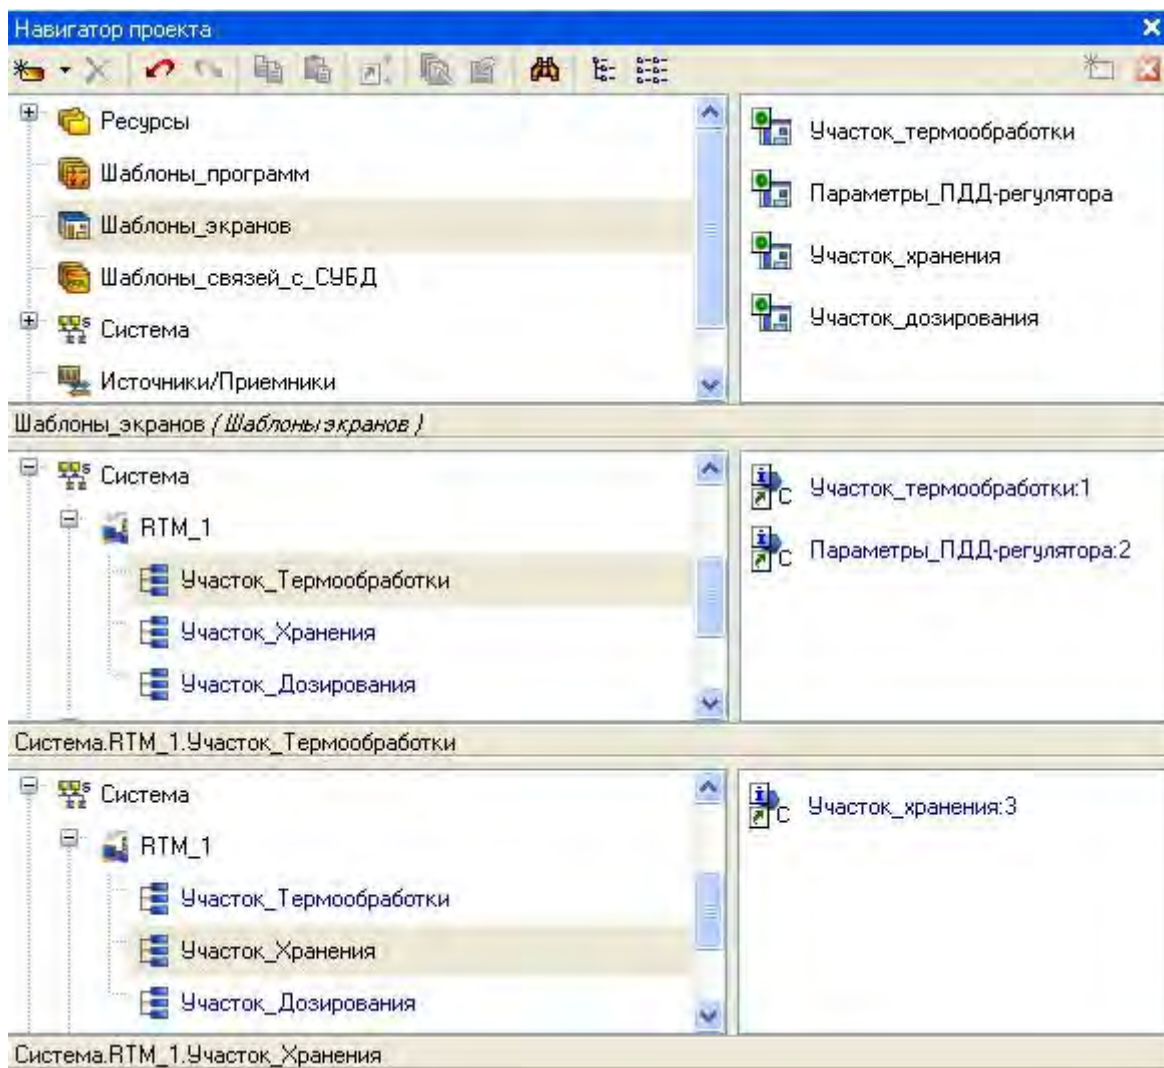 Навигатор проекта
Ресурсы
Шаблоны_программ
Шаблоны_экранов
Шаблоны_связей_с_СУБД
Система
Источники/Приемники
Участок_термообработки
Параметры_ПДД-регулятора
Участок_хранения
Участок_дозирования
Шаблоны_экранов ( Шаблоны экранов )
Система
RTM_1
Участок_Термообработки
Участок_Хранения
Участок_Дозирования
Участок_термообработки:1
Параметры_ПДД-регулятора:2
Система.RTM_1.Участок_Термообработки
Система
RTM_1
Участок_Термообработки
Участок_Хранения
Участок_Дозирования
Участок_хранения:3
Система.RTM_1.Участок_Хранения